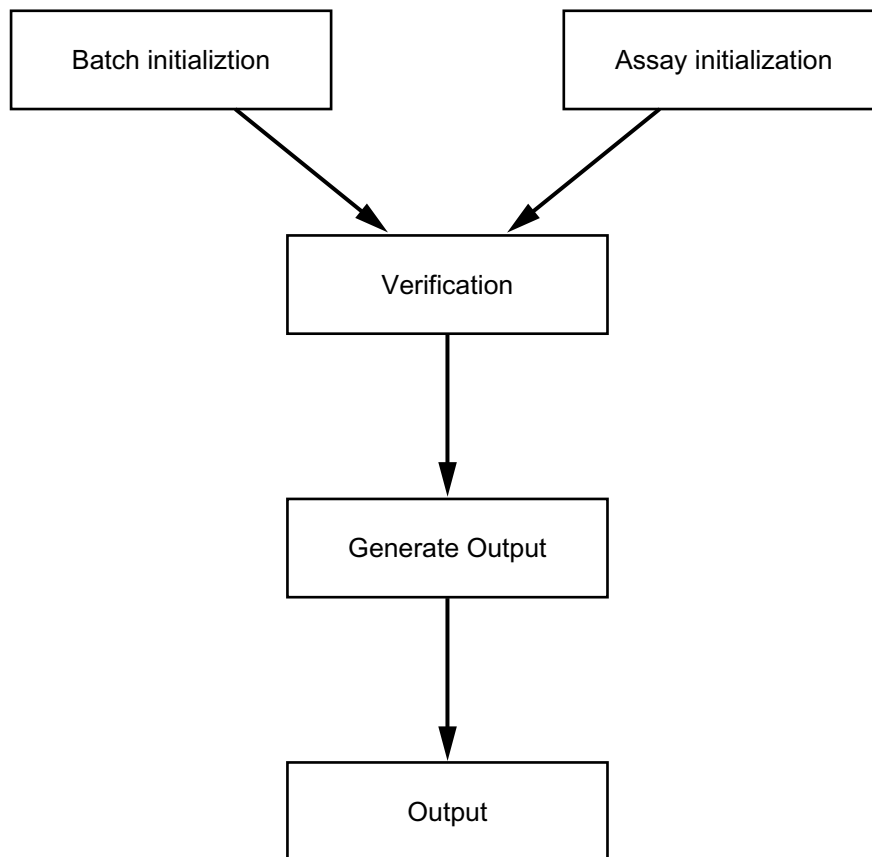 Batch initializtion
Assay initialization
Verification
Generate Output
Output